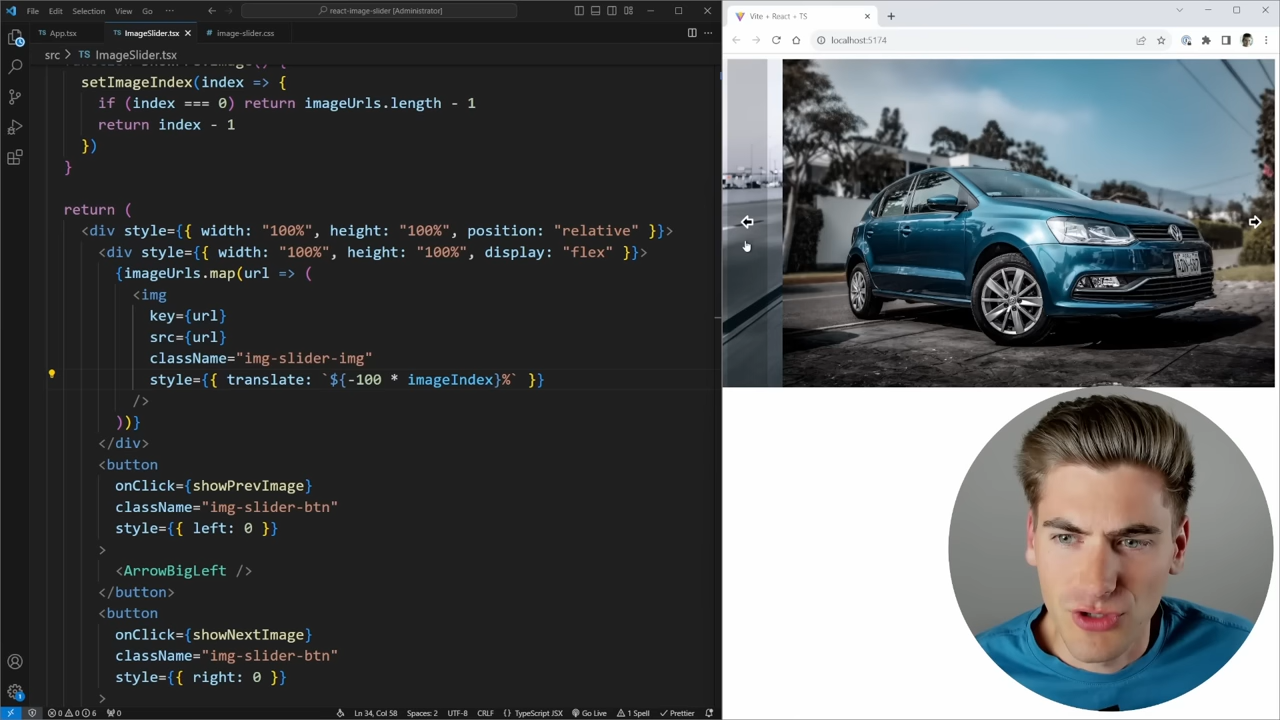 File Edit Selection View Go ··· react-image-slider [Administrator]
App.tsx ImageSlider.tsx image-slider.css
src > ImageSlider.tsx
setImageIndex(index => {
if (index === 0) return imageUrls.length - 1
return index - 1
})
}
return (
<div style={{ width: "100%", height: "100%", position: "relative" }}>
<div style={{ width: "100%", height: "100%", display: "flex" }}>
{imageUrls.map(url => (
<img
key={url}
src={url}
className="img-slider-img"
style={{ translate: `${-100 * imageIndex}%` }}
/>
))}
</div>
<button
onClick={showPrevImage}
className="img-slider-btn"
style={{ left: 0 }}
>
<ArrowBigLeft />
</button>
<button
onClick={showNextImage}
className="img-slider-btn"
style={{ right: 0 }}
>
0 0 6 0 Ln 34, Col 58 Spaces: 2 UTF-8 CRLF {} TypeScript JSX Go Live 1 Spell Prettier
Vite + React + TS
localhost:5174